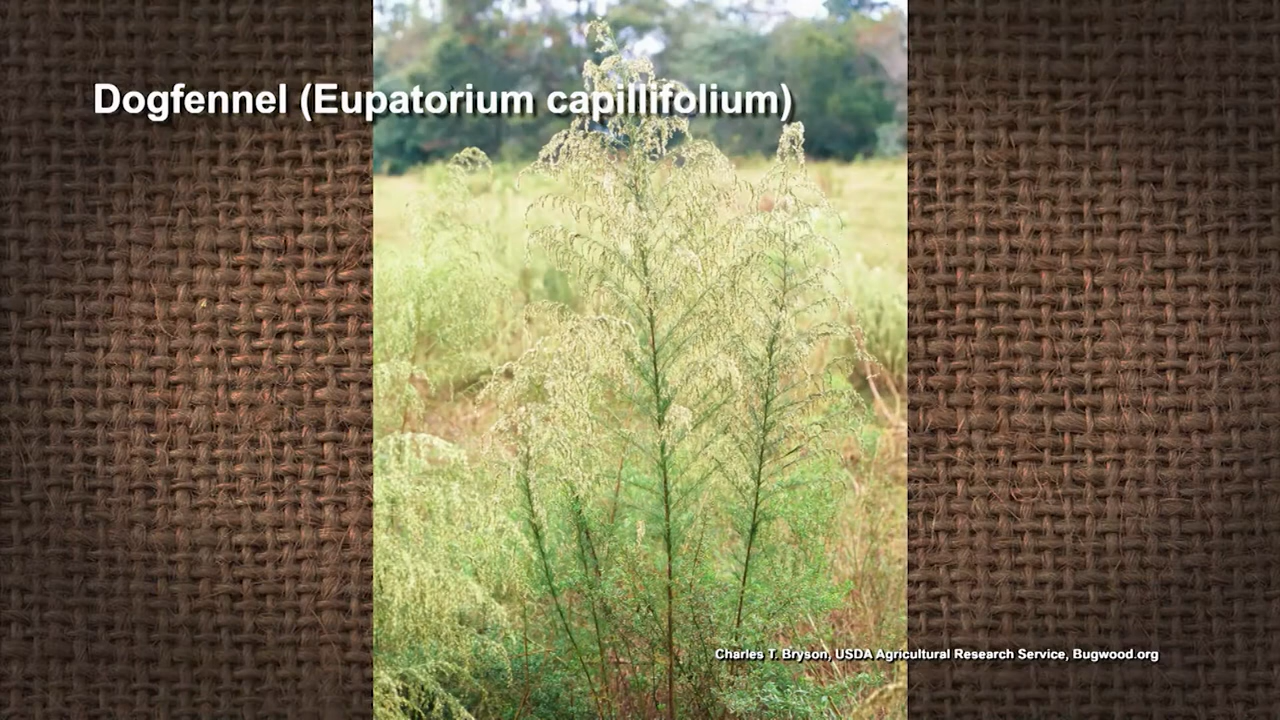 Dogfennel (Eupatorium capillifolium)
Charles T. Bryson, USDA Agricultural Research Service, Bugwood.org